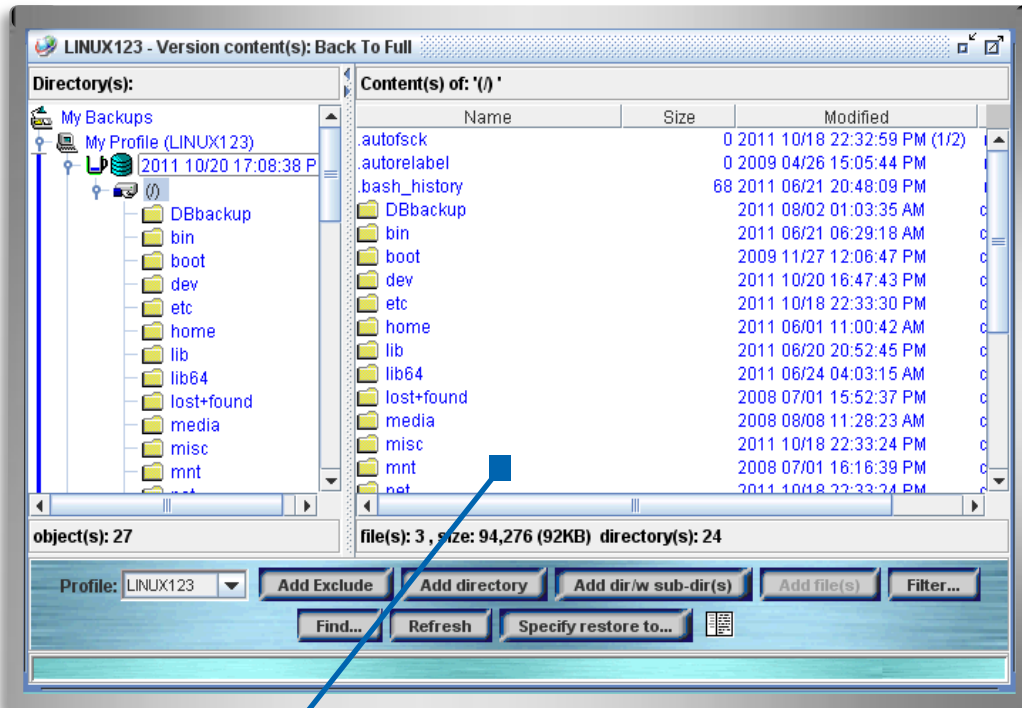 LINUX123 - Version content(s): Back To Full
Directory(s):
My Backups
My Profile (LINUX123)
2011 10/20 17:08:38 P
(/)
DBbackup
bin
boot
dev
etc
home
lib
lib64
lost+found
media
misc
mnt
Content(s) of: '(/) '
Name Size Modified
.autofsck 0 2011 10/18 22:32:59 PM (1/2)
.autorelabel 0 2009 04/26 15:05:44 PM
.bash_history 68 2011 06/21 20:48:09 PM
DBbackup 2011 08/02 01:03:35 AM
bin 2011 06/21 06:29:18 AM
boot 2009 11/27 12:06:47 PM
dev 2011 10/20 16:47:43 PM
etc 2011 10/18 22:33:30 PM
home 2011 06/01 11:00:42 AM
lib 2011 06/20 20:52:45 PM
lib64 2011 06/24 04:03:15 AM
lost+found 2008 07/01 15:52:37 PM
media 2008 08/08 11:28:23 AM
misc 2011 10/18 22:33:24 PM
mnt 2008 07/01 16:16:39 PM
net 2011 10/18 22:33:24 PM
object(s): 27
file(s): 3 , size: 94,276 (92KB) directory(s): 24
Profile: LINUX123 Add Exclude Add directory Add dir/w sub-dir(s) Add file(s) Filter...
Find... Refresh Specify restore to...